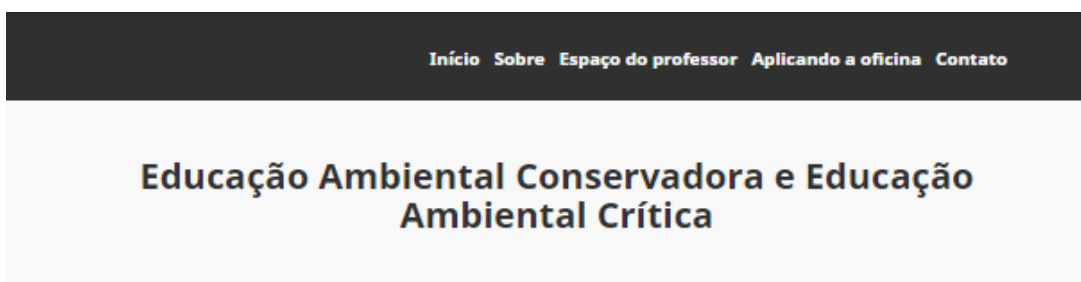 Início Sobre Espaço do professor Aplicando a oficina Contato
Educação Ambiental Conservadora e Educação
Ambiental Crítica